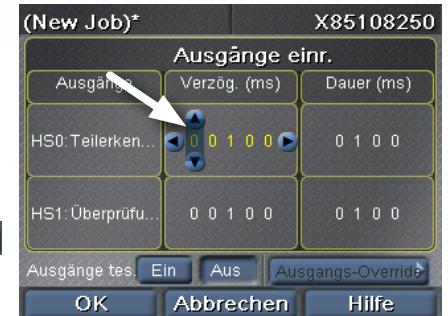 (New Job)* X85108250
Ausgänge einr.
Ausgänge Verzög. (ms) Dauer (ms)
HS0: Teilerken... 0 0 1 0 0 0 1 0 0
HS1: Überprüfu... 0 0 1 0 0 0 1 0 0
Ausgänge tes. Ein Aus Ausgangs-Override
OK Abbrechen Hilfe